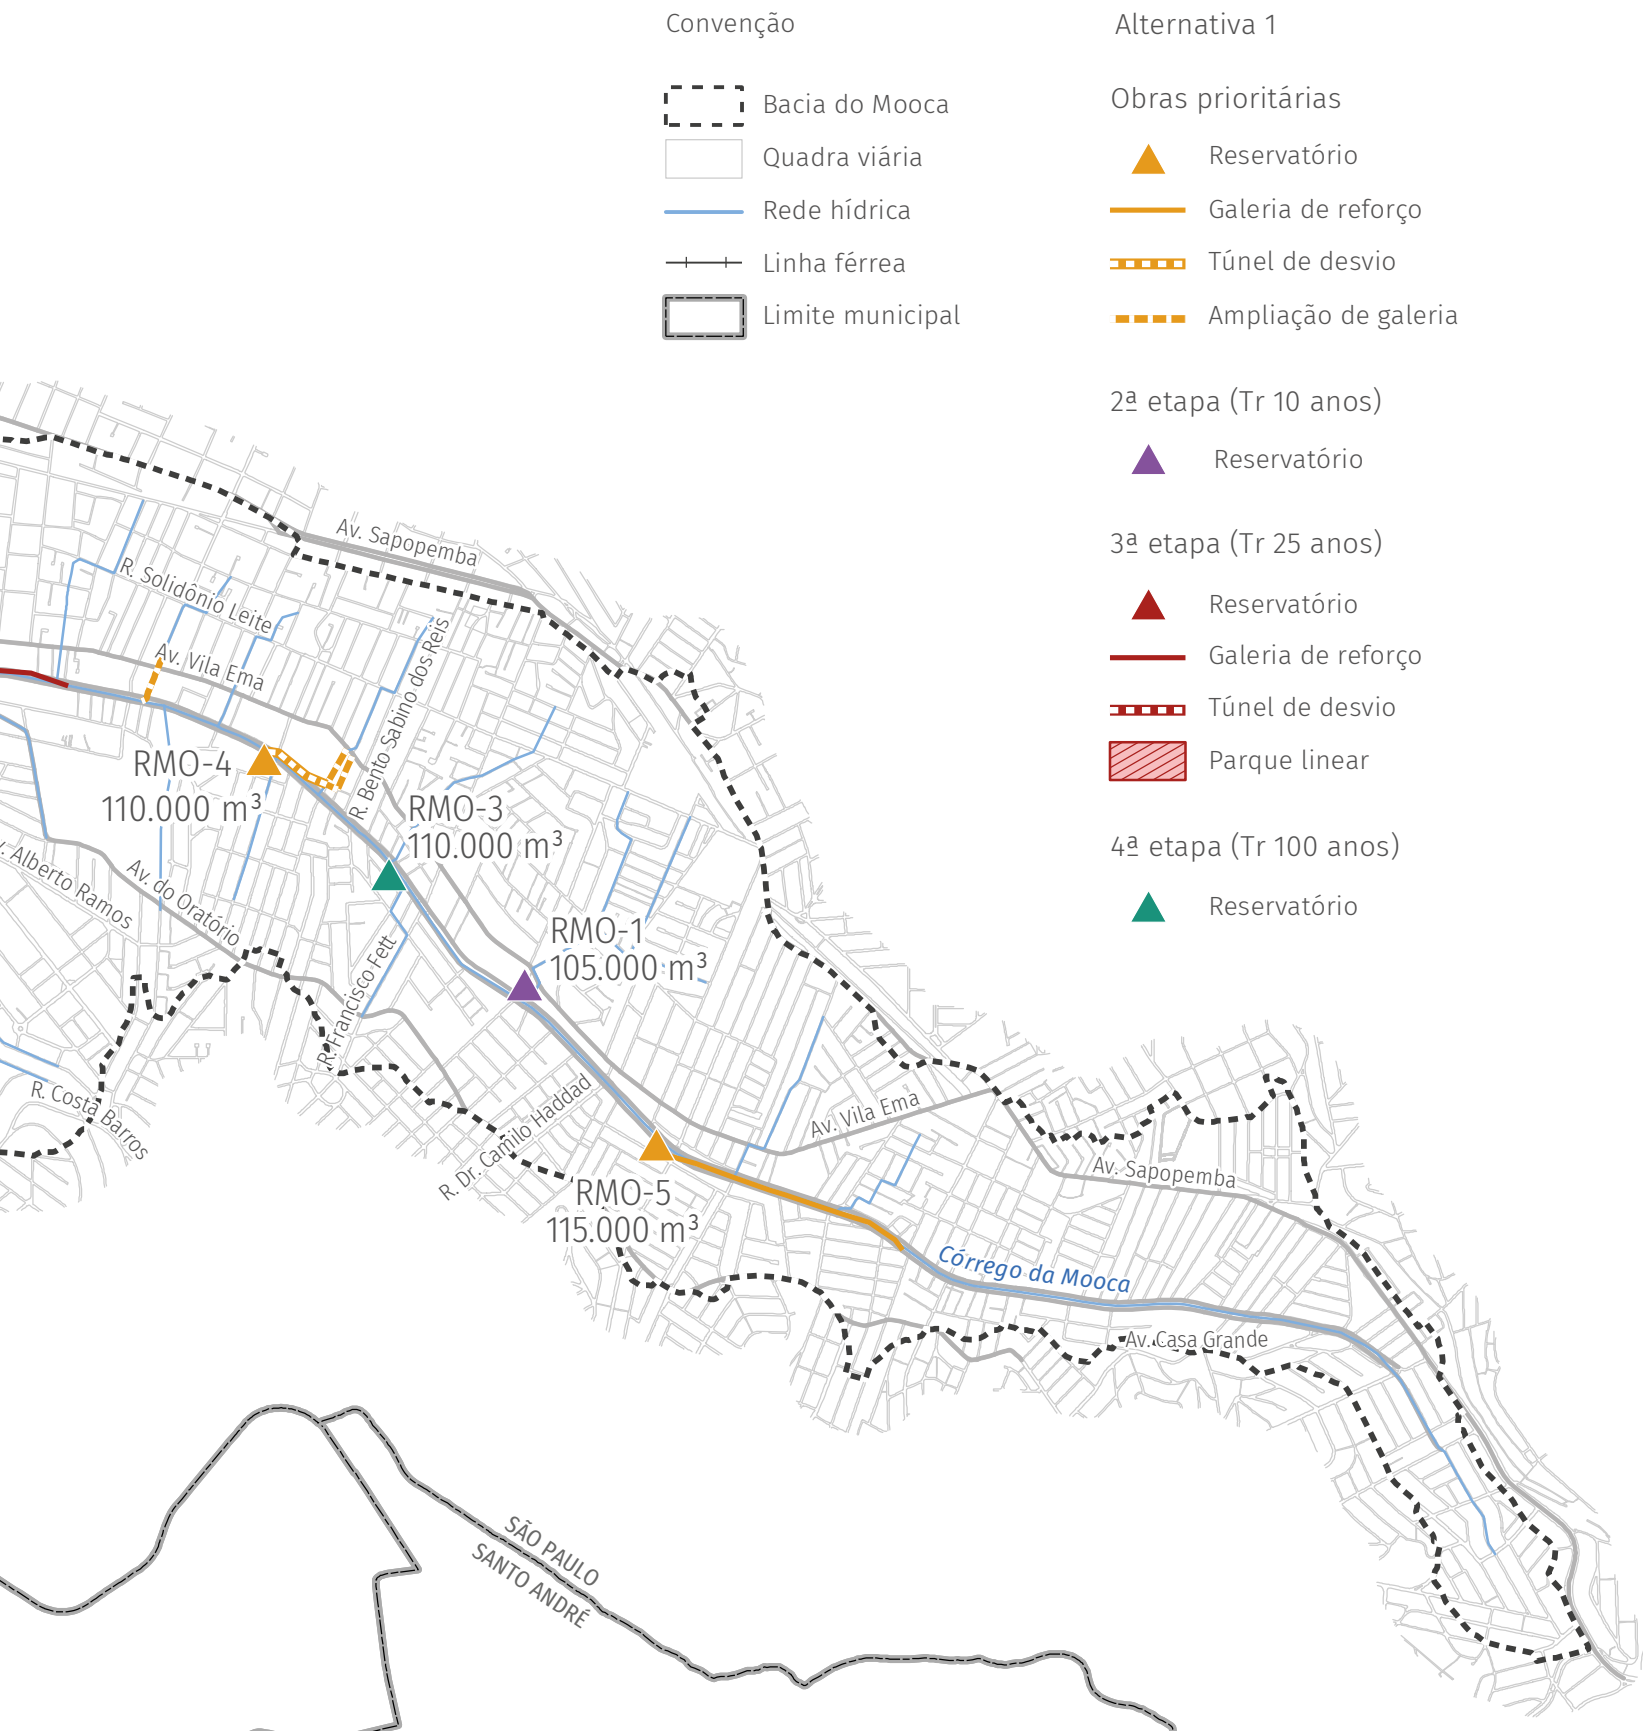 Convenção
Bacia do Mooca
Quadra viária
Rede hídrica
Linha férrea
Limite municipal
Alternativa 1
Obras prioritárias
Reservatório
Galeria de reforço
Túnel de desvio
Ampliação de galeria
2ª etapa (Tr 10 anos)
Reservatório
3ª etapa (Tr 25 anos)
Reservatório
Galeria de reforço
Túnel de desvio
Parque linear
4ª etapa (Tr 100 anos)
Reservatório
Av. Sapopemba
R. Solidônio Leite
Av. Vila Ema
R. Bento Sabino dos Reis
RMO-4
110.000 m³
RMO-3
110.000 m³
Alberto Ramos
Av. do Oratório
RMO-1
105.000 m³
R. Francisco Fett
R. Costa Barros
R. Dr. Camilo Haddad
Av. Vila Ema
Av. Sapopemba
RMO-5
115.000 m³
Córrego da Mooca
Av. Casa Grande
SÃO PAULO
SANTO ANDRÉ